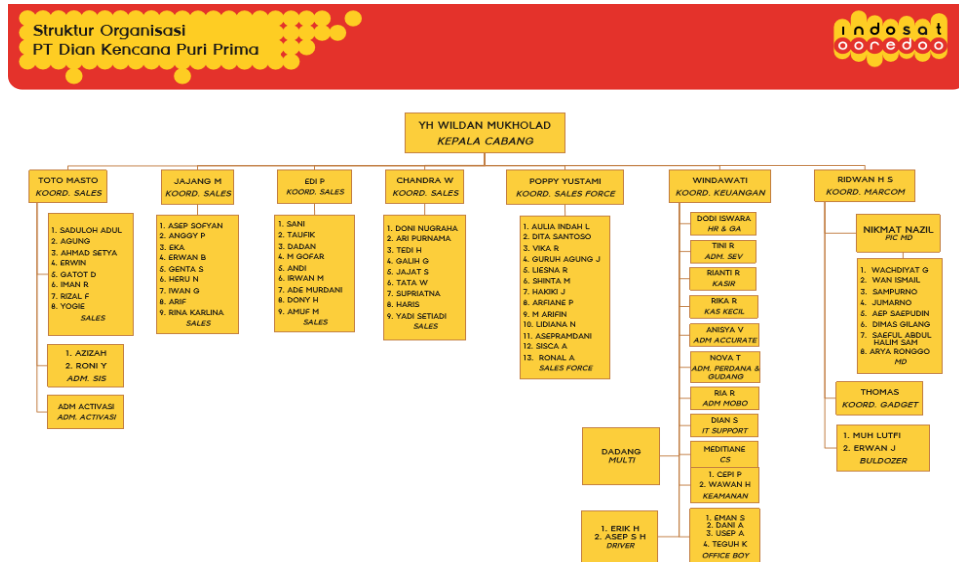 Struktur Organisasi
PT Dian Kencana Puri Prima
indosat
ooredoo
YH WILDAN MUKHOLAD
KEPALA CABANG
TOTO MASTO
KOORD. SALES
1. SADULOH ADUL
2. AGUNG
3. AHMAD SETYA
4. ERWIN
5. GATOT D
6. IMAN R
7. RIZAL F
8. YOGIE
SALES
1. AZIZAH
2. RONI Y
ADM. SIS
ADM ACTIVASI
ADM. ACTIVASI
JAJANG M
KOORD. SALES
1. ASEP SOFYAN
2. ANGGY P
3. EKA
4. ERWAN B
5. GENTA S
6. HERU N
7. IWAN G
8. ARIF
9. RINA KARLINA
SALES
EDI P
KOORD. SALES
1. SANI
2. TAUFIK
3. DADAN
4. M GOFAR
5. ANDI
6. IRWAN M
7. ADE MURDANI
8. DONY H
9. AMUF M
SALES
CHANDRA W
KOORD. SALES
1. DONI NUGRAHA
2. ARI PURNAMA
3. TEDI H
4. GALIH G
5. JAJAT S
6. TATA W
7. SUPRIATNA
8. HARIS
9. YADI SETIADI
SALES
POPPY YUSTAMI
KOORD. SALES FORCE
1. AULIA INDAH L
2. DITA SANTOSO
3. VIKA R
4. GURUH AGUNG J
5. LIESNA R
6. SHINTA M
7. HAKIKI J
8. ARFIANE P
9. M ARIFIN
10. LIDIANA N
11. ASEPRAMDANI
12. SISCA A
13. RONAL A
SALES FORCE
WINDAWATI
KOORD. KEUANGAN
DODI ISWARA
HR & GA
TINI R
ADM. SEV
RIANTI R
KASIR
RIKA R
KAS KECIL
ANISYA V
ADM ACCURATE
NOVA T
ADM. PERDANA &
GUDANG
RIA R
ADM MOBO
DIAN S
IT SUPPORT
MEDITIANE
CS
DADANG
MULTI
1. CEPI P
2. WAWAN H
KEAMANAN
1. ERIK H
2. ASEP S H
DRIVER
1. EMAN S
2. DANI A
3. USEP A
4. TEGUH K
OFFICE BOY
RIDWAN H S
KOORD. MARCOM
NIKMAT NAZIL
PIC MD
1. WACHDIYAT G
2. WAN ISMAIL
3. SAMPURNO
4. JUMARNO
5. AEP SAEPUDIN
6. DIMAS GILANG
7. SAEFUL ABDUL
HALIM SAM
8. ARYA RONGGO
MD
THOMAS
KOORD. GADGET
1. MUH LUTFI
2. ERWAN J
BULDOZER